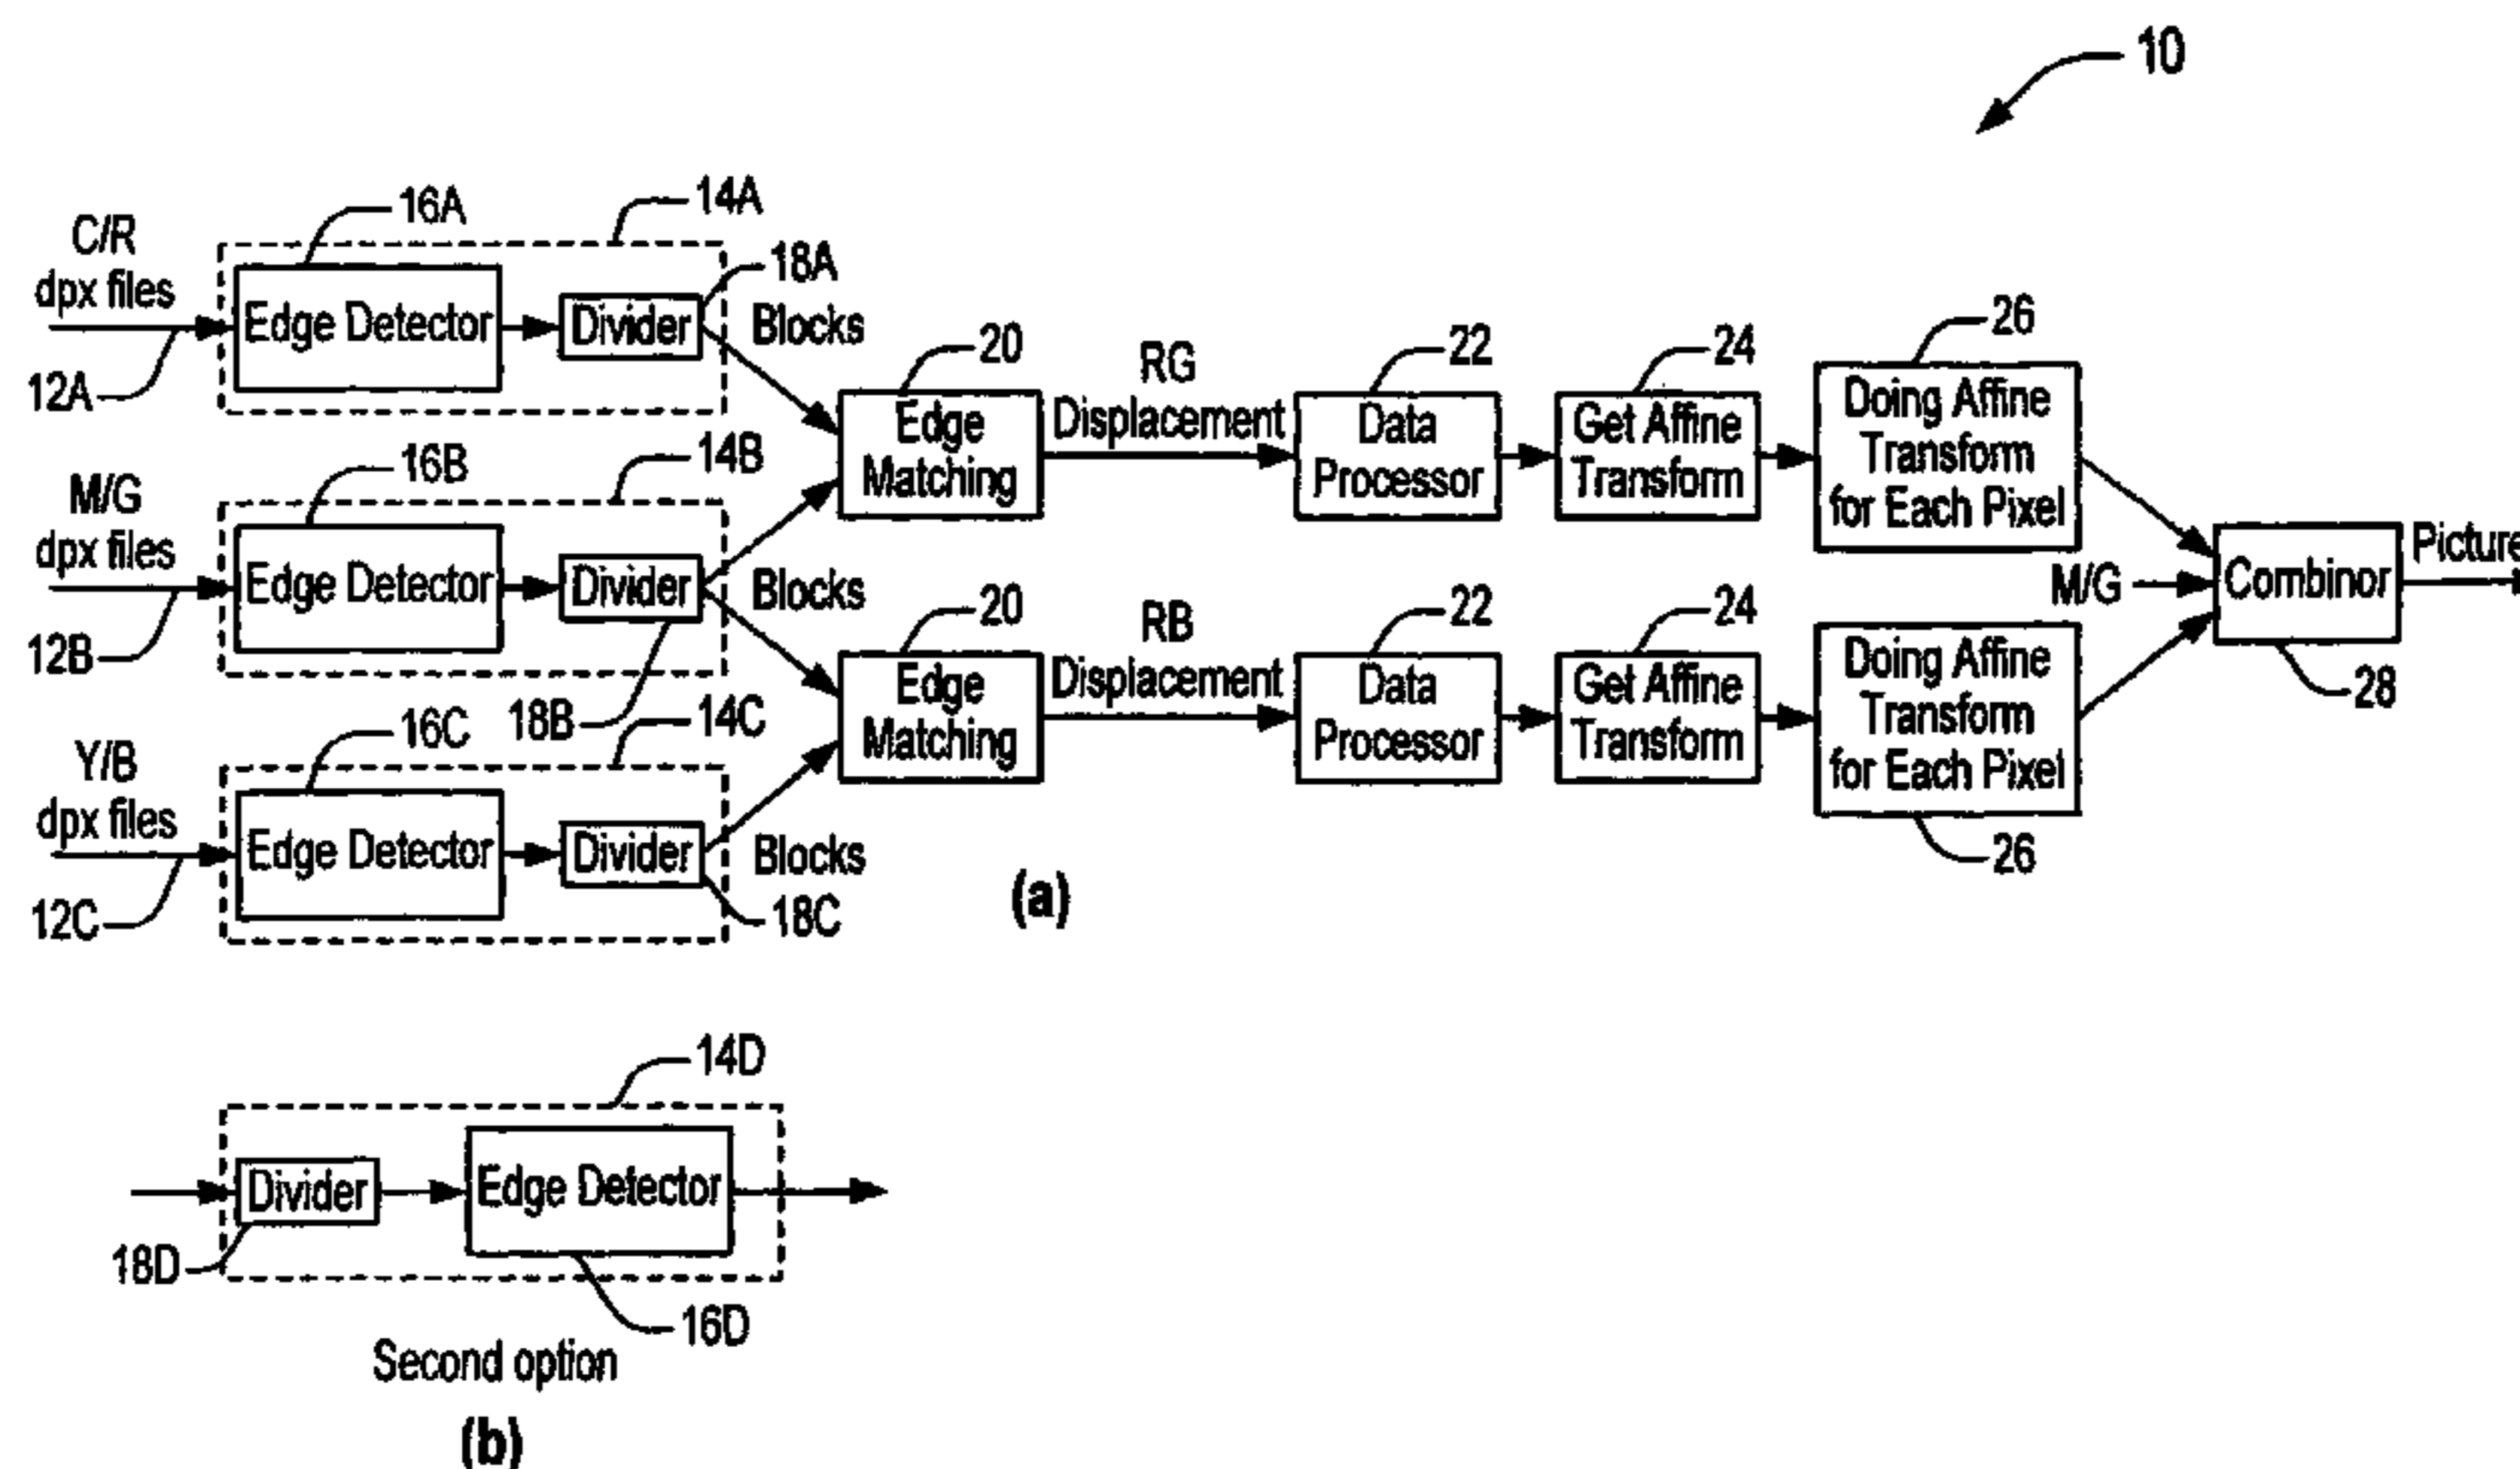 10
C/R
dpx files
12A
16A
14A
Edge Detector
Divider
18A
Blocks
M/G
dpx files
12B
16B
14B
Edge Detector
Divider
18B
Blocks
Y/B
dpx files
12C
16C
14C
Edge Detector
Divider
18C
Blocks
20
Edge
Matching
RG
Displacement
22
Data
Processor
24
Get Affine
Transform
26
Doing Affine
Transform
for Each Pixel
20
Edge
Matching
RB
Displacement
22
Data
Processor
24
Get Affine
Transform
Doing Affine
Transform
for Each Pixel
26
M/G
Combinor
28
Picture
(a)
14D
Divider
18D
Edge Detector
16D
Second option
(b)